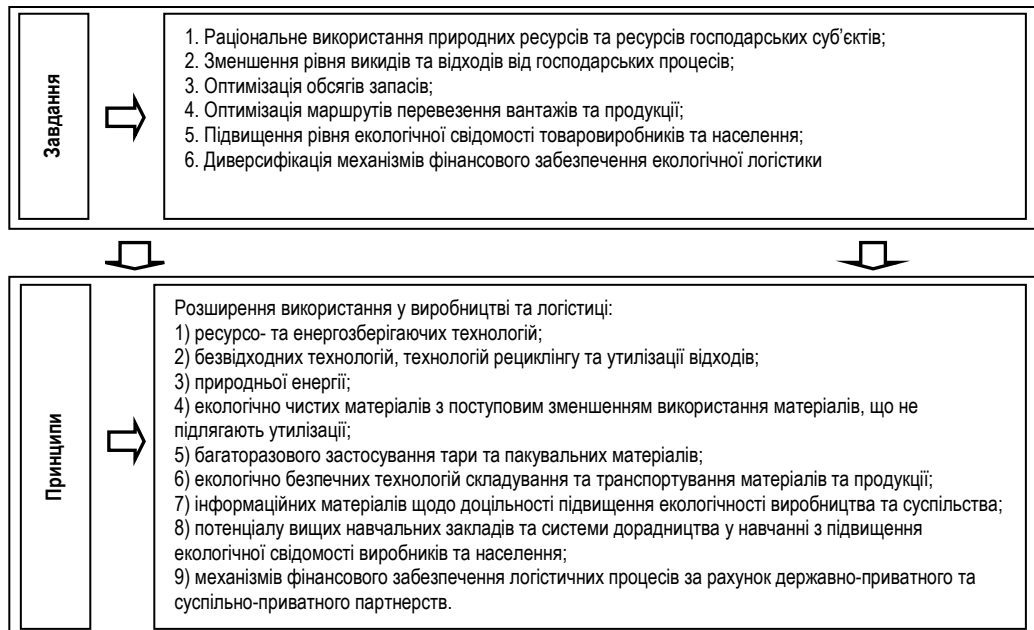 Завдання
1. Раціональне використання природних ресурсів та ресурсів господарських суб’єктів;
2. Зменшення рівня викидів та відходів від господарських процесів;
3. Оптимізація обсягів запасів;
4. Оптимізація маршрутів перевезення вантажів та продукції;
5. Підвищення рівня екологічної свідомості товаровиробників та населення;
6. Диверсифікація механізмів фінансового забезпечення екологічної логістики
Принципи
Розширення використання у виробництві та логістиці:
1) ресурсо- та енергозберігаючих технологій;
2) безвідходних технологій, технологій рециклінгу та утилізації відходів;
3) природньої енергії;
4) екологічно чистих матеріалів з поступовим зменшенням використання матеріалів, що не
підлягають утилізації;
5) багаторазового застосування тари та пакувальних матеріалів;
6) екологічно безпечних технологій складування та транспортування матеріалів та продукції;
7) інформаційних матеріалів щодо доцільності підвищення екологічності виробництва та суспільства;
8) потенціалу вищих навчальних закладів та системи дорадництва у навчанні з підвищення
екологічної свідомості виробників та населення;
9) механізмів фінансового забезпечення логістичних процесів за рахунок державно-приватного та
суспільно-приватного партнерств.